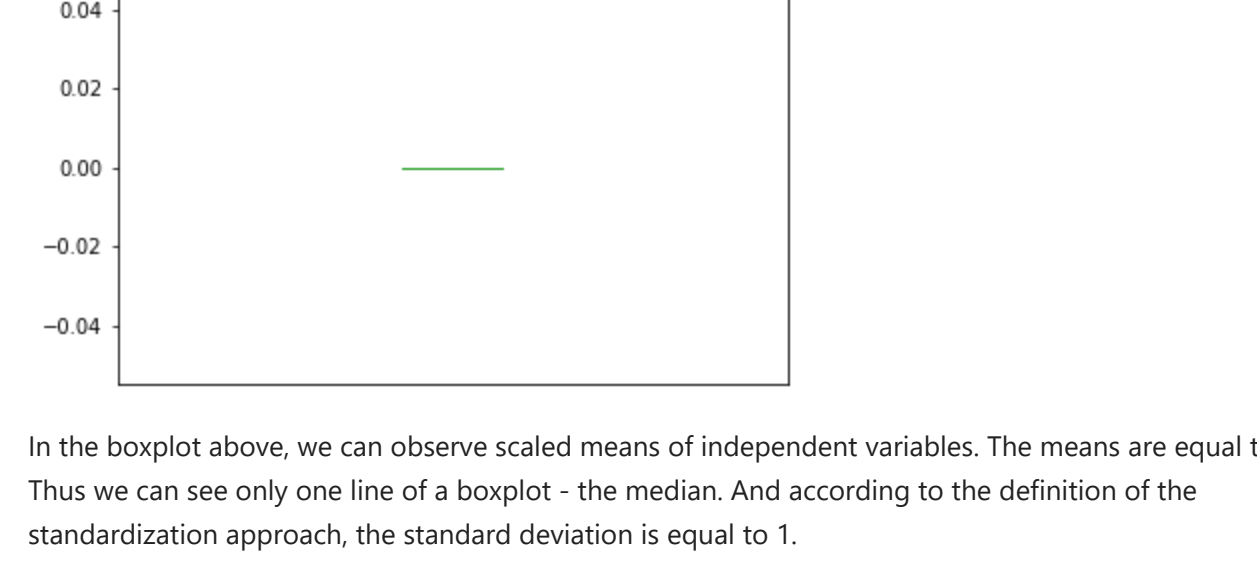 0.04
0.02
0.00
−0.02
−0.04
In the boxplot above, we can observe scaled means of independent variables. The means are equal t
Thus we can see only one line of a boxplot - the median. And according to the definition of the
standardization approach, the standard deviation is equal to 1.